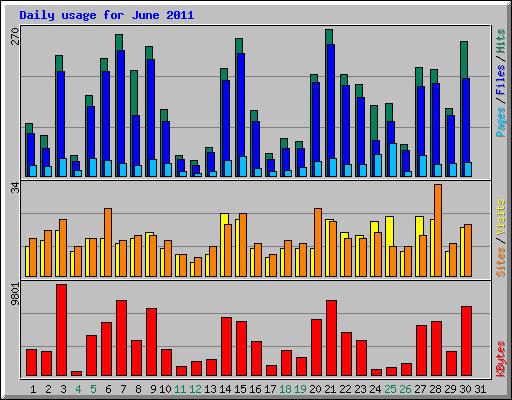 Daily usage for June 2011
270
Pages / Files / Hits
34
Sites / Visits
9801
KBytes
1 2 3 4 5 6 7 8 9 10 11 12 13 14 15 16 17 18 19 20 21 22 23 24 25 26 27 28 29 30 31